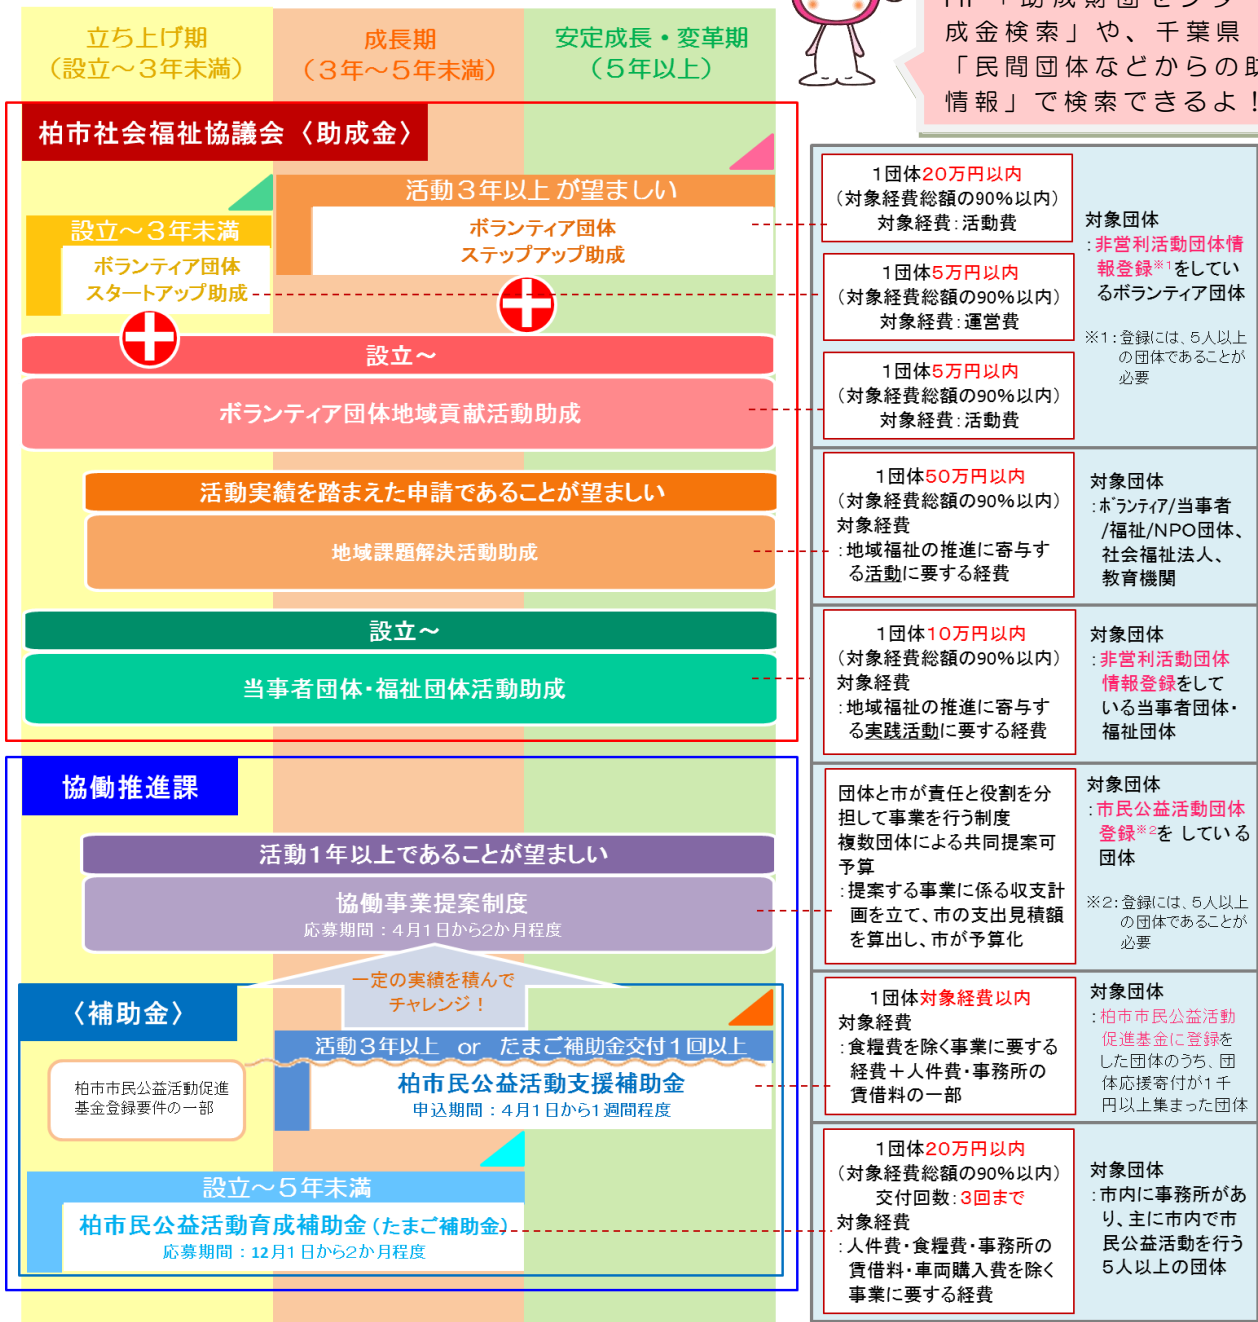 立ち上げ期
（設立～３年未満）
成長期
（３年～５年未満）
安定成長・変革期
（５年以上）
成金検索」や、千葉県
「民間団体などからの助
情報」で検索できるよ！
柏市社会福祉協議会〈助成金〉
活動３年以上が望ましい
ボランティア団体
ステップアップ助成
設立～３年未満
ボランティア団体
スタートアップ助成
設立～
ボランティア団体地域貢献活動助成
活動実績を踏まえた申請であることが望ましい
地域課題解決活動助成
設立～
当事者団体・福祉団体活動助成
1団体20万円以内
（対象経費総額の90％以内）
対象経費：活動費
1団体5万円以内
（対象経費総額の90％以内）
対象経費：運営費
1団体5万円以内
（対象経費総額の90％以内）
対象経費：活動費
対象団体
：非営利活動団体情
報登録※1をしてい
るボランティア団体
※1：登録には、5人以上
の団体であることが
必要
1団体50万円以内
（対象経費総額の90％以内）
対象経費
：地域福祉の推進に寄与す
る活動に要する経費
対象団体
：ボランティア/当事者
/福祉/NPO団体、
社会福祉法人、
教育機関
1団体10万円以内
（対象経費総額の90％以内）
対象経費
：地域福祉の推進に寄与す
る実践活動に要する経費
対象団体
：非営利活動団体
情報登録をして
いる当事者団体・
福祉団体
協働推進課
活動１年以上であることが望ましい
協働事業提案制度
応募期間：４月１日から2か月程度
一定の実績を積んで
チャレンジ！
団体と市が責任と役割を分
担して事業を行う制度
複数団体による共同提案可
予算
：提案する事業に係る収支計
画を立て、市の支出見積額
を算出し、市が予算化
対象団体
：市民公益活動団体
登録※2を している
団体
※2：登録には、5人以上
の団体であることが
必要
〈補助金〉
活動３年以上 or たまご補助金交付１回以上
柏市民公益活動支援補助金
申込期間：４月１日から１週間程度
柏市市民公益活動促進
基金登録要件の一部
1団体対象経費以内
対象経費
：食糧費を除く事業に要する
経費＋人件費・事務所の
賃借料の一部
対象団体
：柏市市民公益活動
促進基金に登録を
した団体のうち、団
体応援寄付が１千
円以上集まった団体
設立～５年未満
柏市民公益活動育成補助金（たまご補助金）
応募期間：12月１日から2か月程度
1団体20万円以内
（対象経費総額の90％以内）
交付回数：3回まで
対象経費
：人件費・食糧費・事務所の
賃借料・車両購入費を除く
事業に要する経費
対象団体
：市内に事務所があ
り、主に市内で市
民公益活動を行う
5人以上の団体